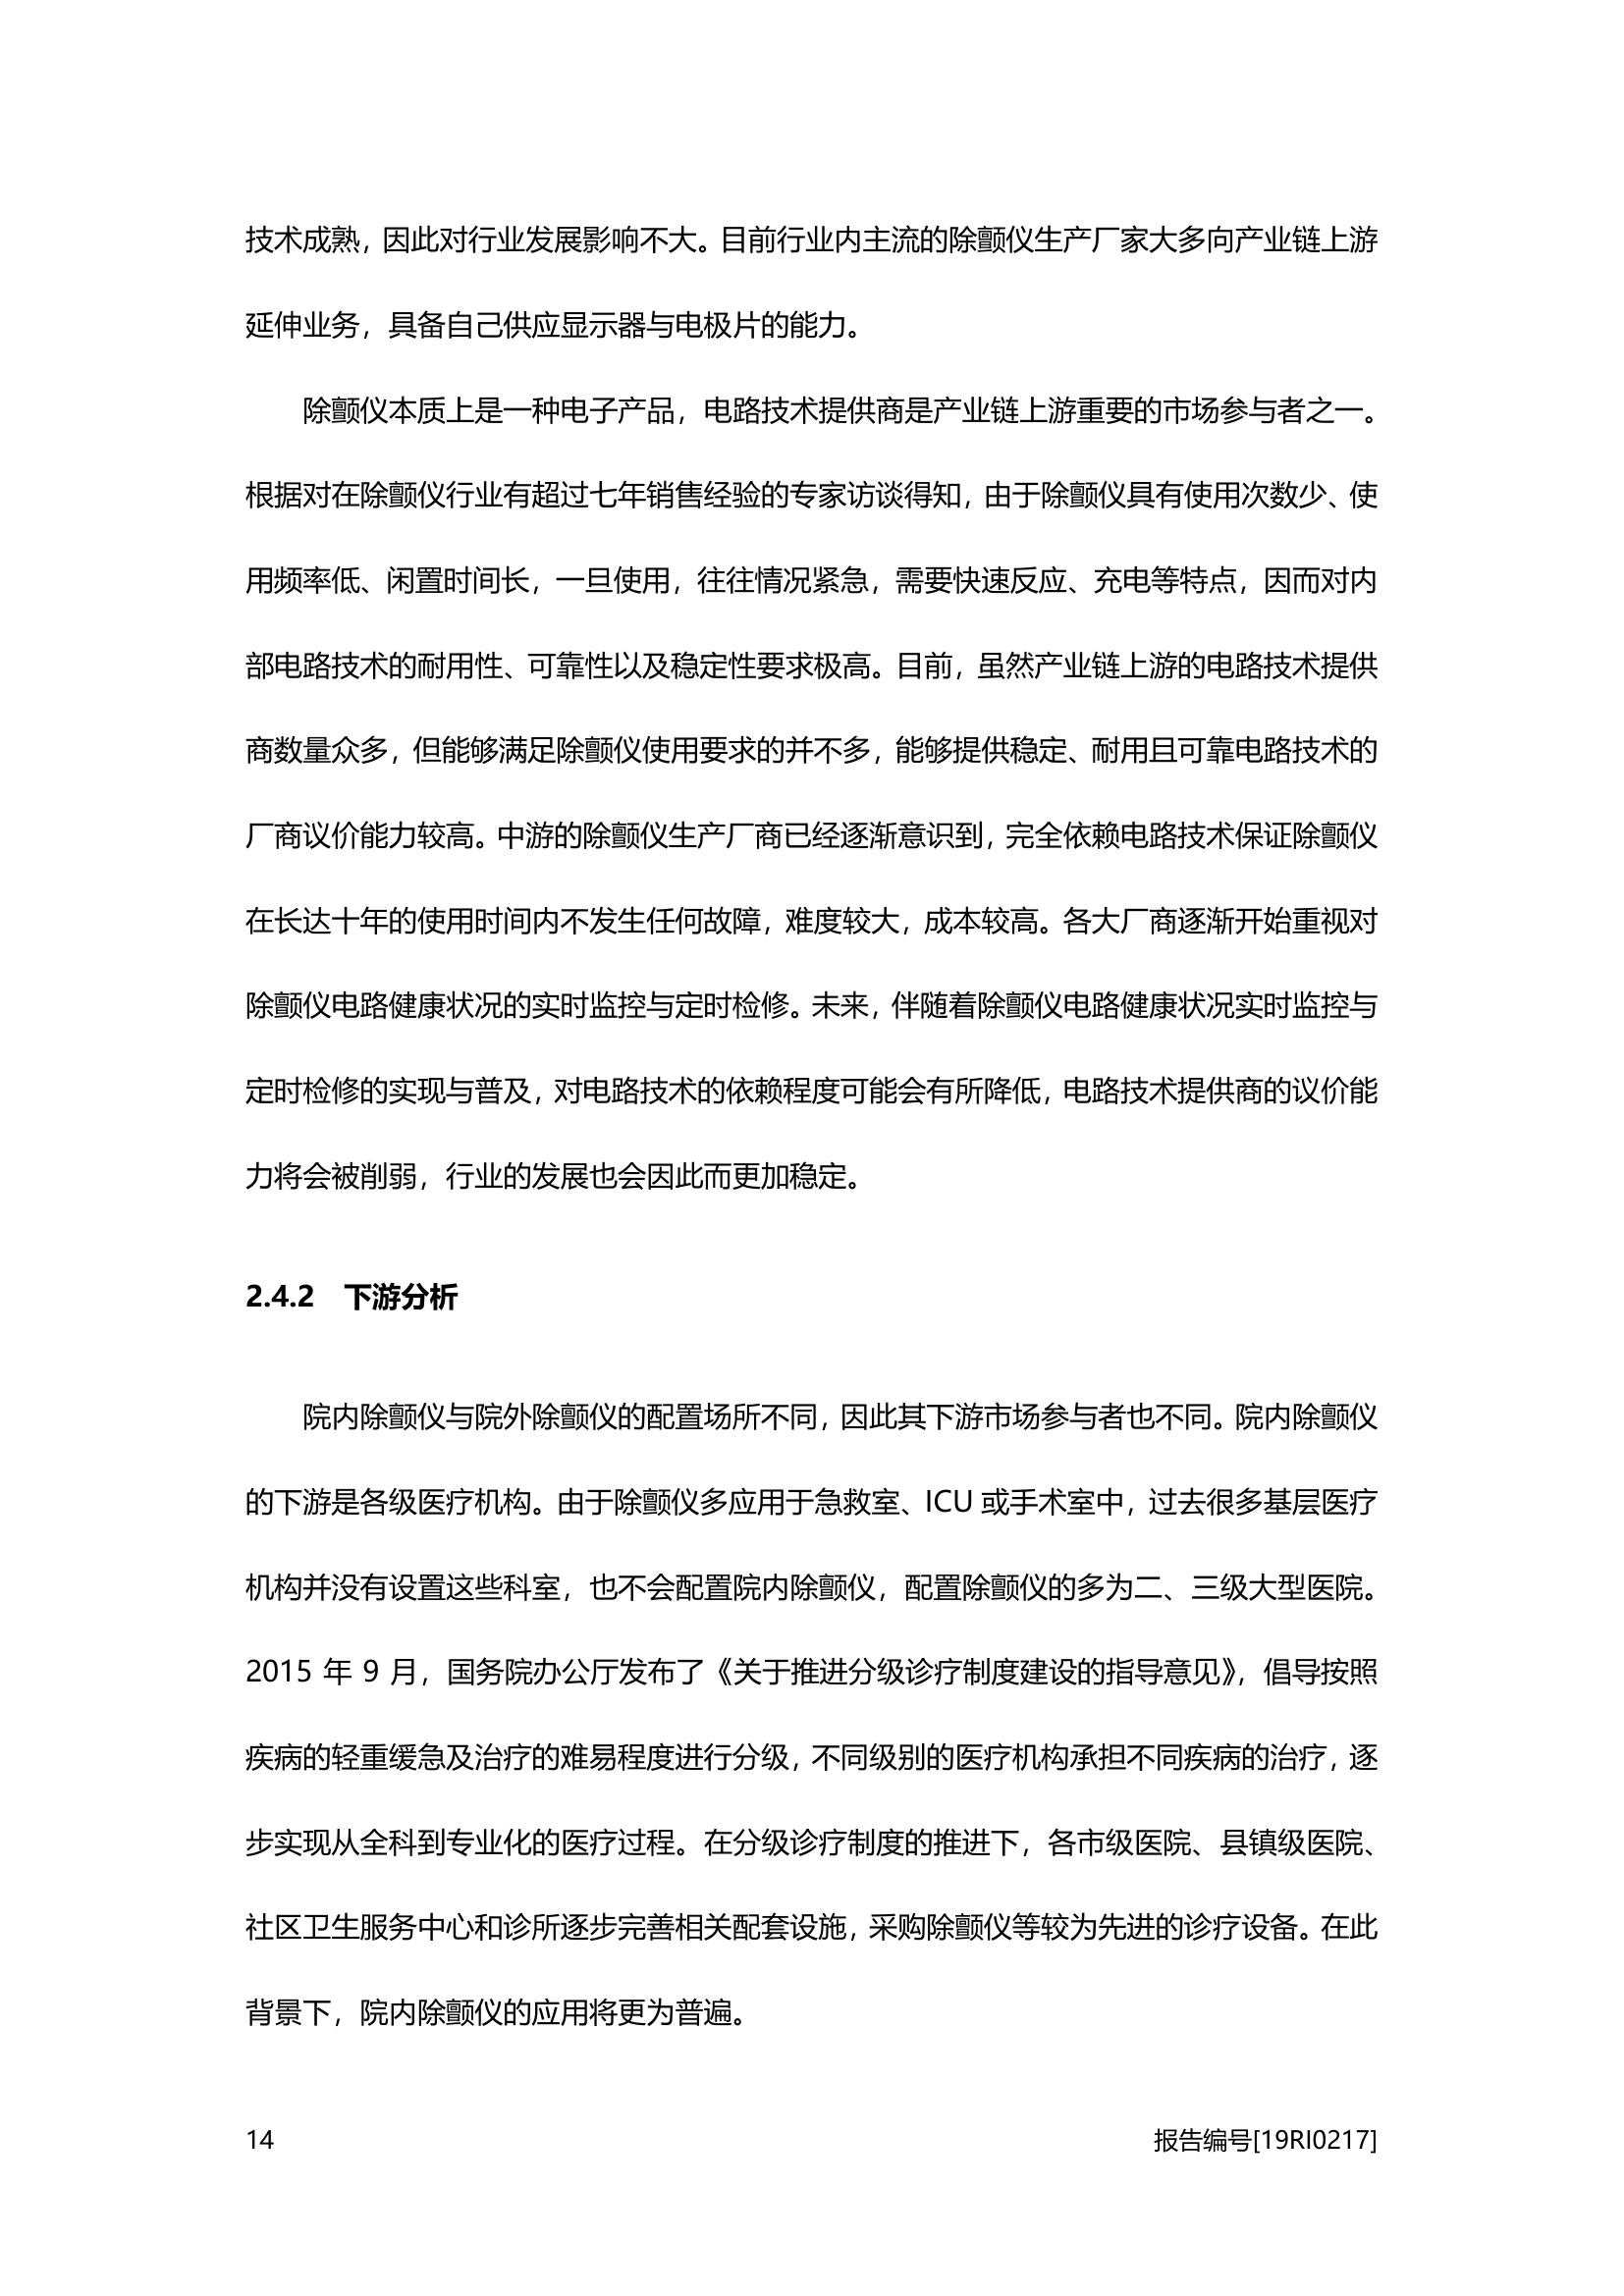 技术成熟，因此对行业发展影响不大。目前行业内主流的除颤仪生产厂家大多向产业链上游
延伸业务，具备自己供应显示器与电极片的能力。
除颤仪本质上是一种电子产品，电路技术提供商是产业链上游重要的市场参与者之一。
根据对在除颤仪行业有超过七年销售经验的专家访谈得知，由于除颤仪具有使用次数少、使
用频率低、闲置时间长，一旦使用，往往情况紧急，需要快速反应、充电等特点，因而对内
部电路技术的耐用性、可靠性以及稳定性要求极高。目前，虽然产业链上游的电路技术提供
商数量众多，但能够满足除颤仪使用要求的并不多，能够提供稳定、耐用且可靠电路技术的
厂商议价能力较高。中游的除颤仪生产厂商已经逐渐意识到，完全依赖电路技术保证除颤仪
在长达十年的使用时间内不发生任何故障，难度较大，成本较高。各大厂商逐渐开始重视对
除颤仪电路健康状况的实时监控与定时检修。未来，伴随着除颤仪电路健康状况实时监控与
定时检修的实现与普及，对电路技术的依赖程度可能会有所降低，电路技术提供商的议价能
力将会被削弱，行业的发展也会因此而更加稳定。
2.4.2 下游分析
院内除颤仪与院外除颤仪的配置场所不同，因此其下游市场参与者也不同。院内除颤仪
的下游是各级医疗机构。由于除颤仪多应用于急救室、ICU 或手术室中，过去很多基层医疗
机构并没有设置这些科室，也不会配置院内除颤仪，配置除颤仪的多为二、三级大型医院。
2015 年 9 月，国务院办公厅发布了《关于推进分级诊疗制度建设的指导意见》，倡导按照
疾病的轻重缓急及治疗的难易程度进行分级，不同级别的医疗机构承担不同疾病的治疗，逐
步实现从全科到专业化的医疗过程。在分级诊疗制度的推进下，各市级医院、县镇级医院、
社区卫生服务中心和诊所逐步完善相关配套设施，采购除颤仪等较为先进的诊疗设备。在此
背景下，院内除颤仪的应用将更为普遍。
14 报告编号[19RI0217]